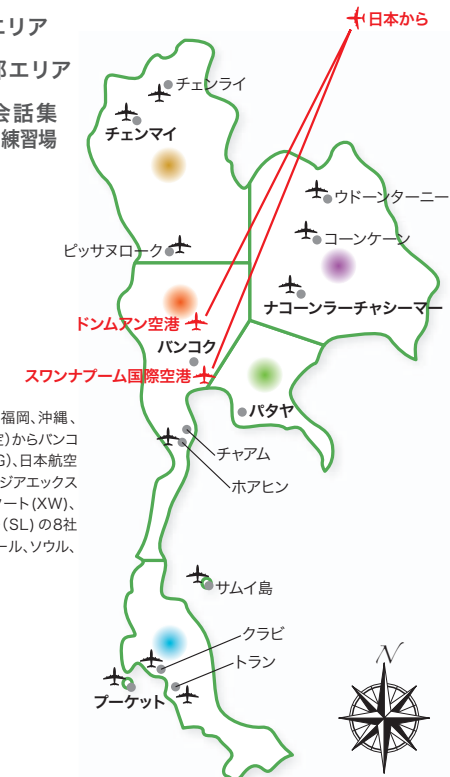 エリア
日本から
部エリア
チェンライ
会話集
練習場
チェンマイ
ウドーンターニー
コーンケーン
ピッサヌローク
ナコーンラーチャシーマー
ドンムアン空港
バンコク
スワンナプーム国際空港
パタヤ
福岡、沖縄、
定)からバンコ
G)、日本航空
ジアエックス
ート(XW)、
(SL)の8社
ール、ソウル、
チャアム
ホアヒン
サムイ島
クラビ
トラン
プーケット
N